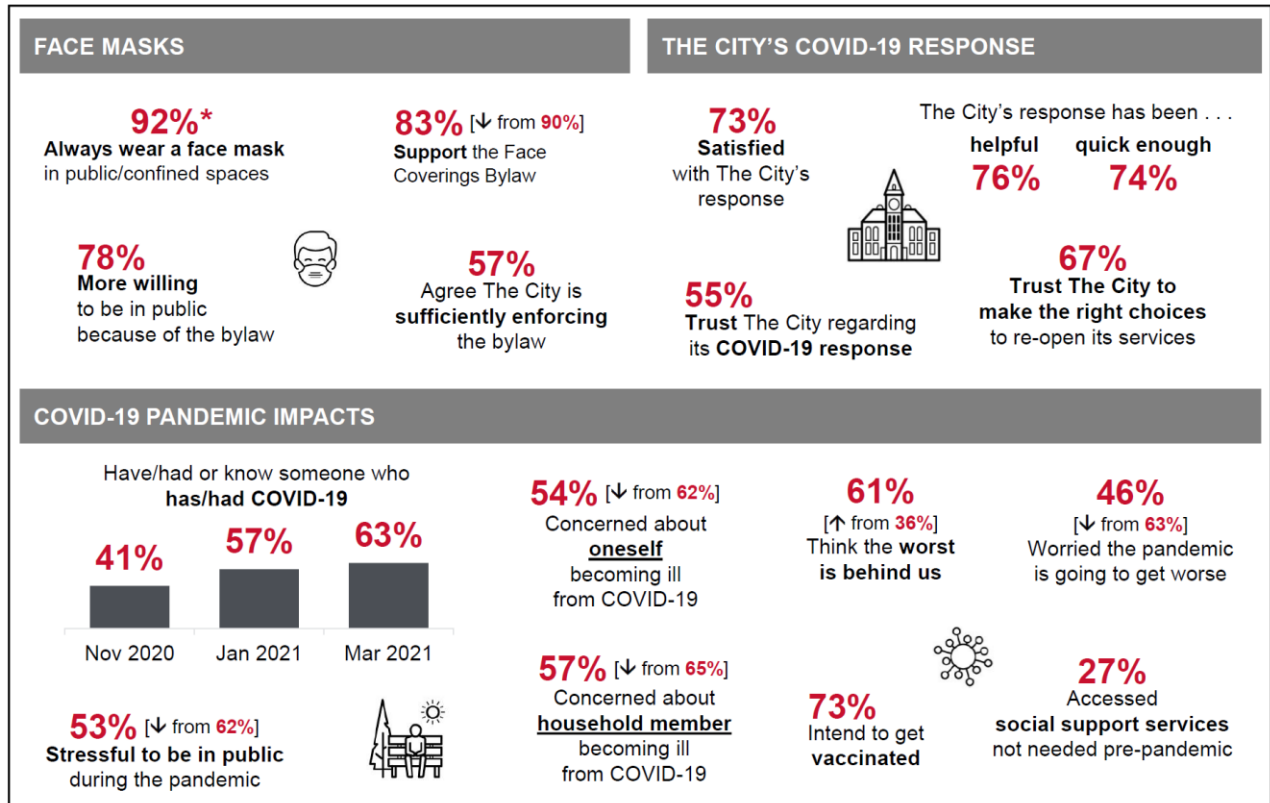 FACE MASKS
92%*
Always wear a face mask
in public/confined spaces
83% [↓ from 90%]
Support the Face
Coverings Bylaw
78%
More willing
to be in public
because of the bylaw
57%
Agree The City is
sufficiently enforcing
the bylaw
THE CITY'S COVID-19 RESPONSE
73%
Satisfied
with The City's
response
The City's response has been . . .
helpful quick enough
76% 74%
55%
Trust The City regarding
its COVID-19 response
67%
Trust The City to
make the right choices
to re-open its services
COVID-19 PANDEMIC IMPACTS
Have/had or know someone who
has/had COVID-19
41% 57% 63%
Nov 2020 Jan 2021 Mar 2021
53% [↓ from 62%]
Stressful to be in public
during the pandemic
54% [↓ from 62%]
Concerned about
oneself
becoming ill
from COVID-19
57% [↓ from 65%]
Concerned about
household member
becoming ill
from COVID-19
61%
[↑ from 36%]
Think the worst
is behind us
46%
[↓ from 63%]
Worried the pandemic
is going to get worse
73%
Intend to get
vaccinated
27%
Accessed
social support services
not needed pre-pandemic